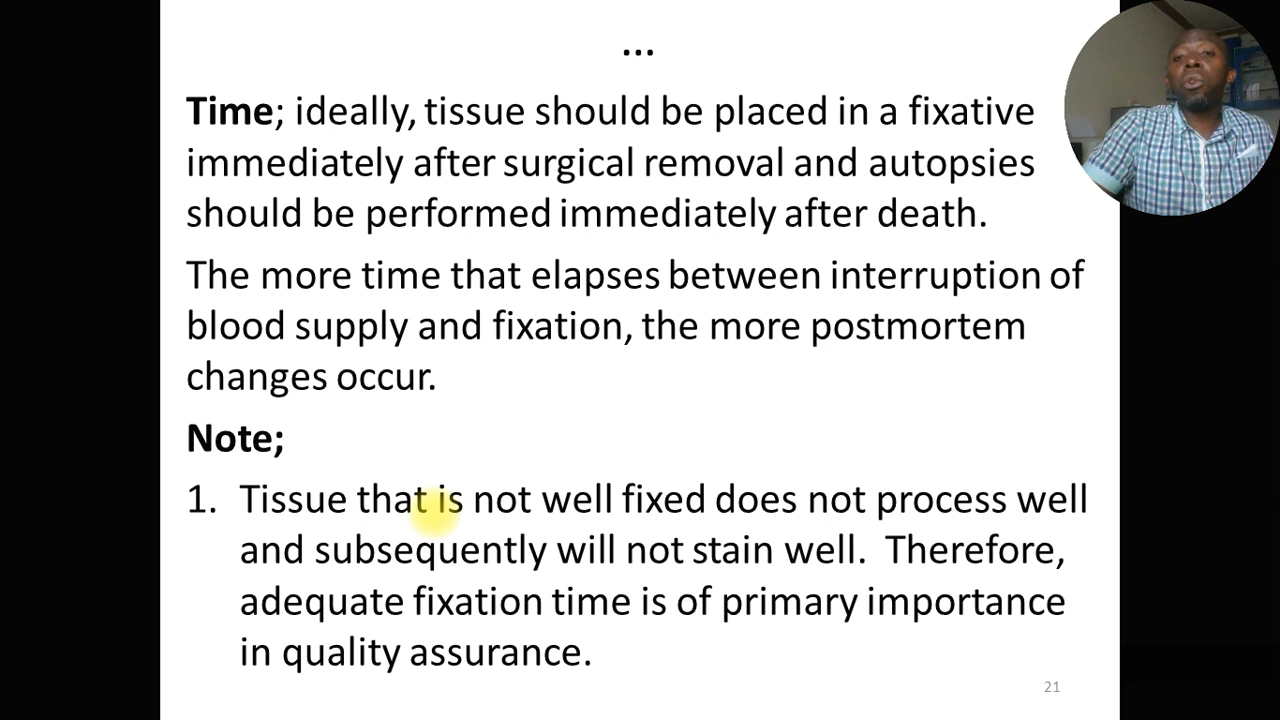 ...
Time; ideally, tissue should be placed in a fixative
immediately after surgical removal and autopsies
should be performed immediately after death.
The more time that elapses between interruption of
blood supply and fixation, the more postmortem
changes occur.
Note;
1. Tissue that is not well fixed does not process well
and subsequently will not stain well. Therefore,
adequate fixation time is of primary importance
in quality assurance.
21